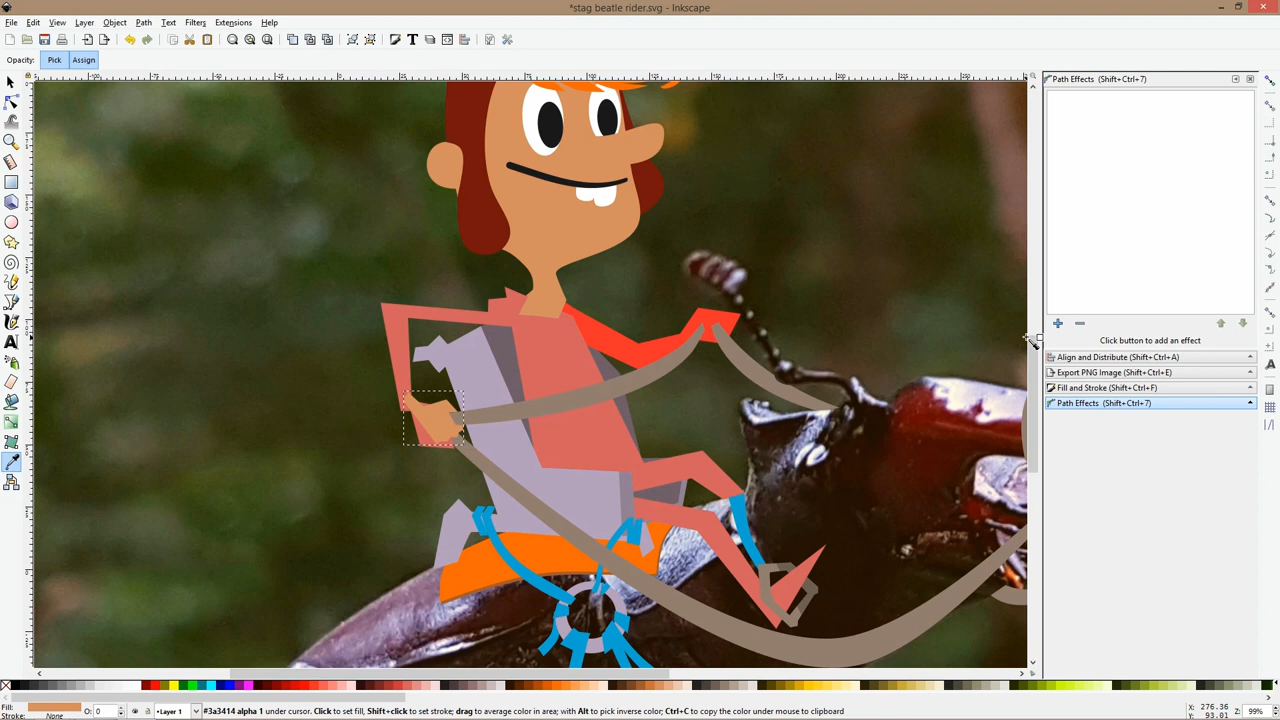 *stag beatle rider.svg - Inkscape
File Edit View Layer Object Path Text Filters Extensions Help
Opacity: Pick Assign
Path Effects (Shift+Ctrl+7)
Click button to add an effect
Align and Distribute (Shift+Ctrl+A)
Export PNG Image (Shift+Ctrl+E)
Fill and Stroke (Shift+Ctrl+F)
Path Effects (Shift+Ctrl+7)
Fill:
Stroke: None
O: 0
Layer 1
#3a3414 alpha 1 under cursor. Click to set fill, Shift+click to set stroke; drag to average color in area; with Alt to pick inverse color; Ctrl+C to copy the color under mouse to clipboard
X: 276.36
Y: 93.01
Z: 99%